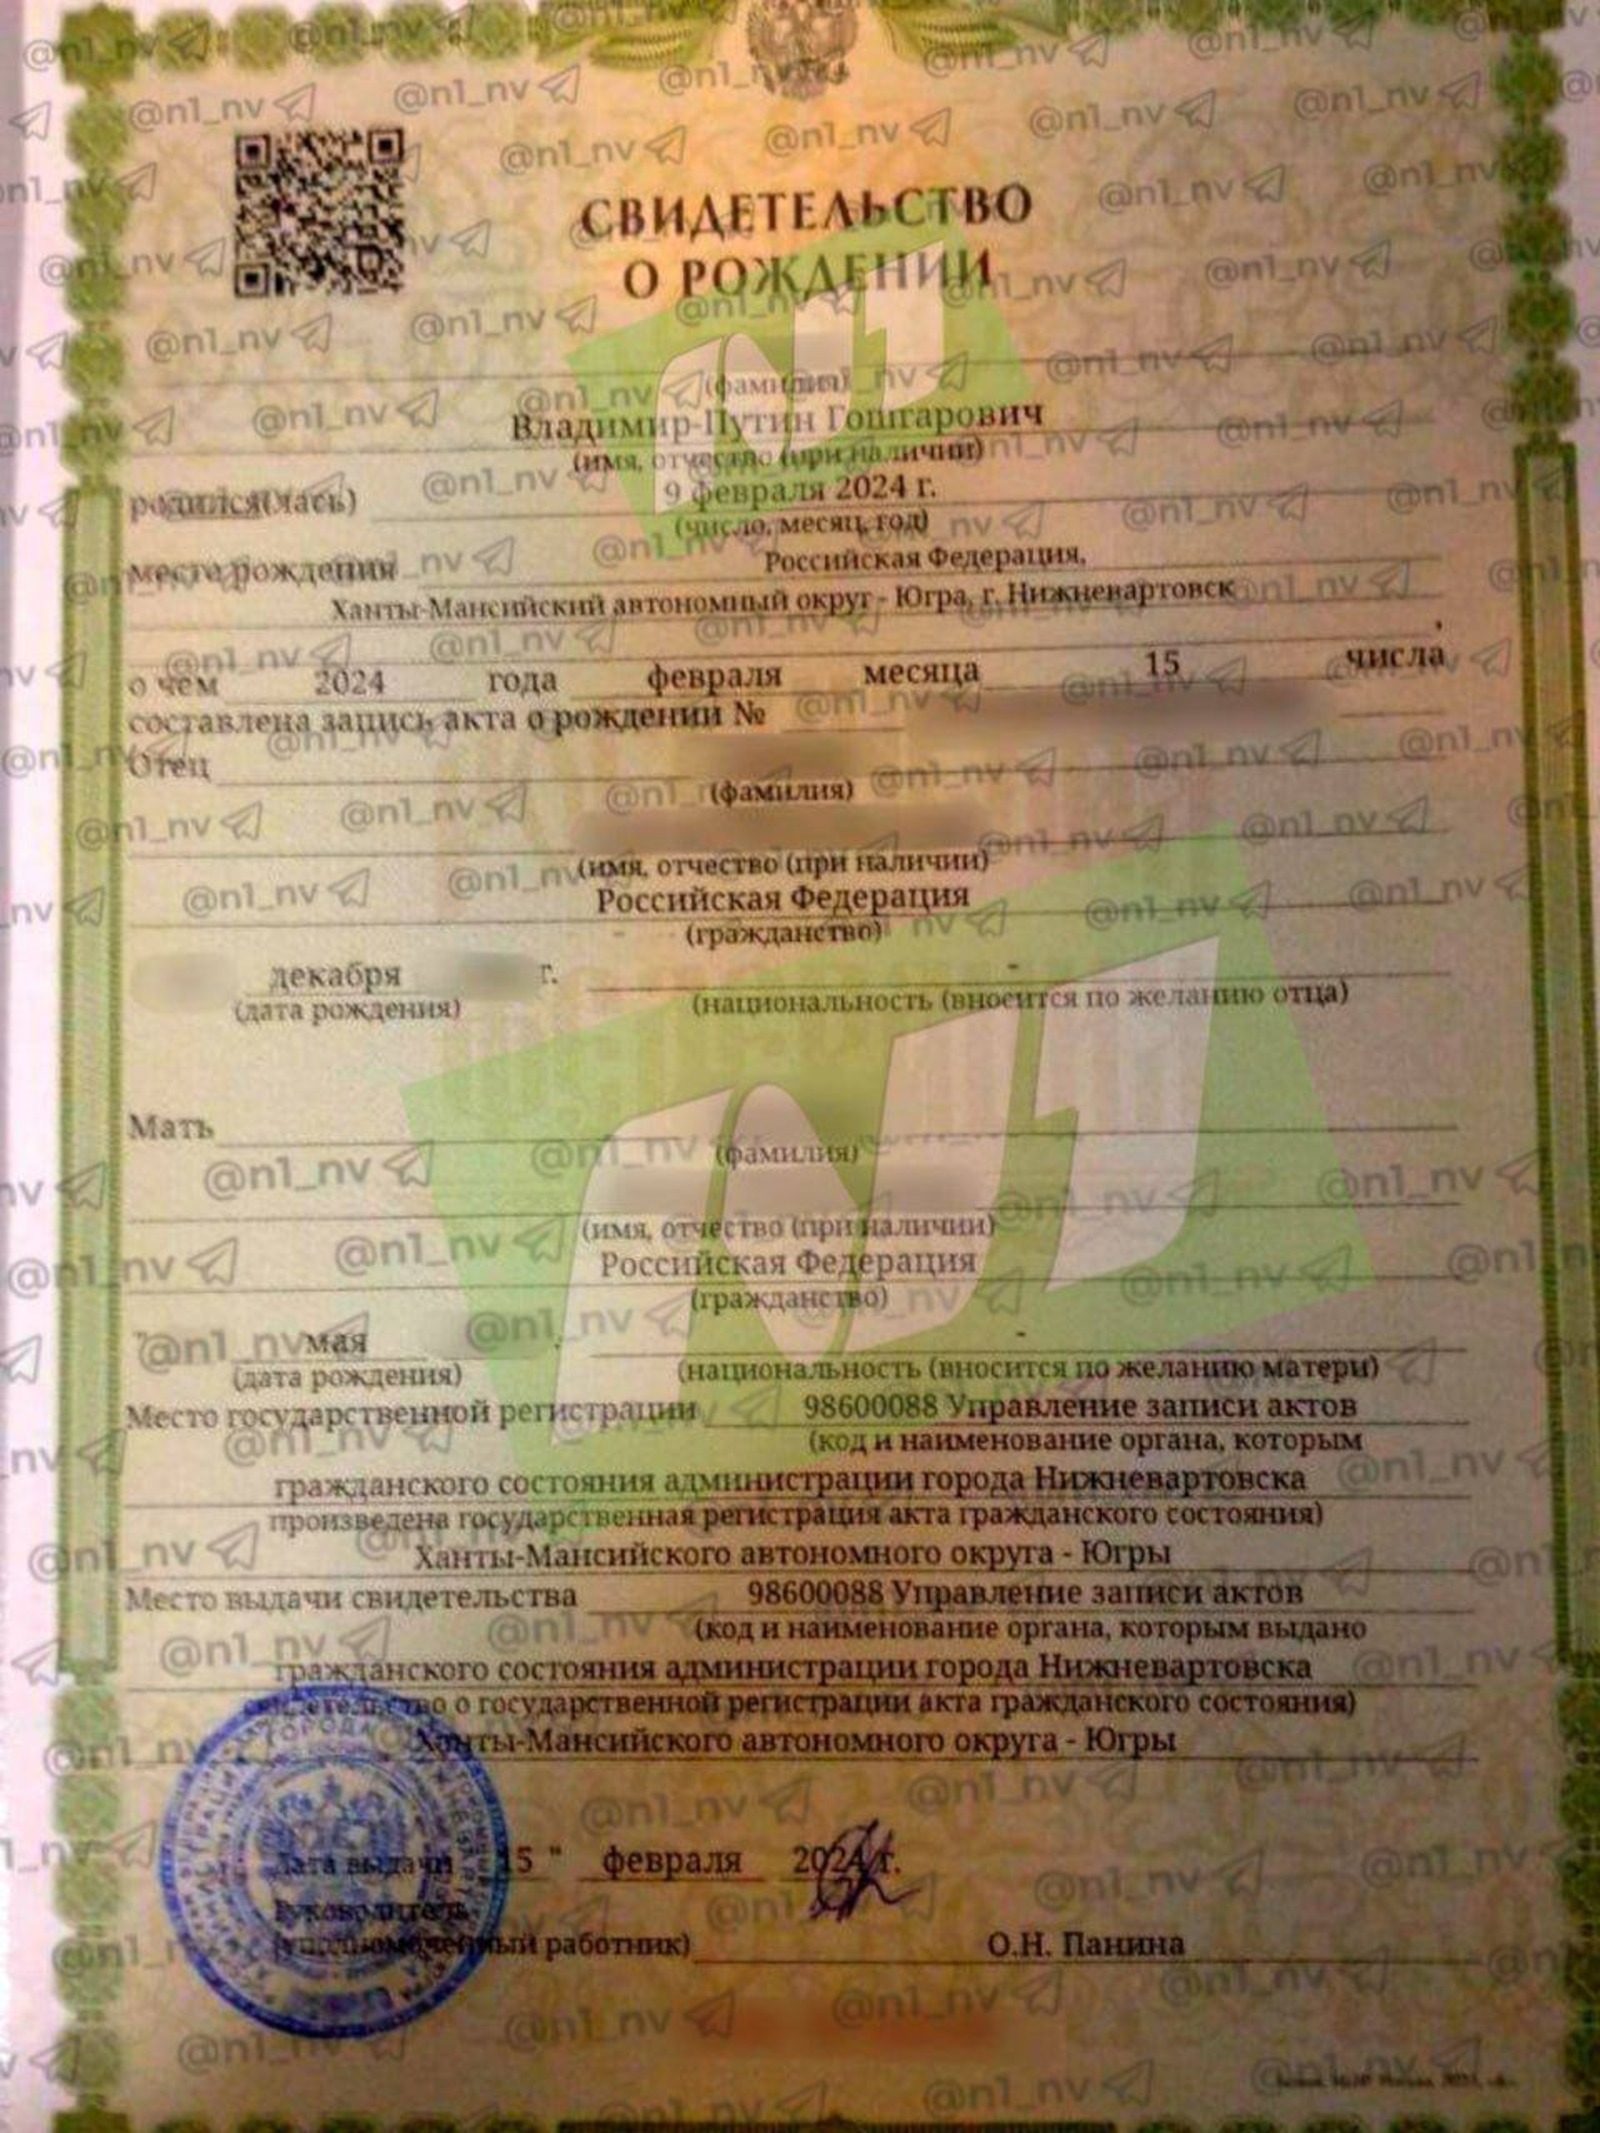 СВИДЕТЕЛЬСТВО
О РОЖДЕНИИ
(фамилия)
Владимир-Путин Гошгарович
(имя, отчество (при наличии)
родился(лась) 9 февраля 2024 г.
(число, месяц, год)
место рождения Российская Федерация,
Ханты-Мансийский автономный округ - Югра, г. Нижневартовск
о чем 2024 года февраля месяца 15 числа
составлена запись акта о рождении №
Отец
(фамилия)
(имя, отчество (при наличии)
Российская Федерация
(гражданство)
декабря г. -
(дата рождения) (национальность (вносится по желанию отца)
Мать
(фамилия)
(имя, отчество (при наличии)
Российская Федерация
(гражданство)
мая -
(дата рождения) (национальность (вносится по желанию матери)
Место государственной регистрации 98600088 Управление записи актов
(код и наименование органа, которым
гражданского состояния администрации города Нижневартовска
произведена государственная регистрация акта гражданского состояния)
Ханты-Мансийского автономного округа - Югры
Место выдачи свидетельства 98600088 Управление записи актов
(код и наименование органа, которым выдано
гражданского состояния администрации города Нижневартовска
свидетельство о государственной регистрации акта гражданского состояния)
Ханты-Мансийского автономного округа - Югры
Дата выдачи 15 " февраля 2024 г.
Руководитель
(уполномоченный работник) О.Н. Панина
@n1_nv
N1